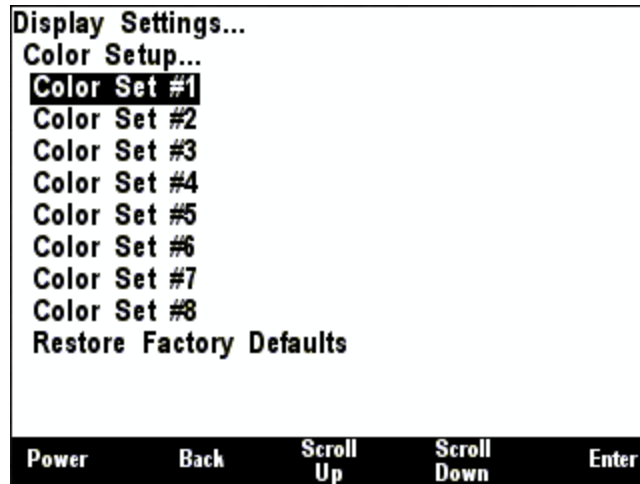 Display Settings...
Color Setup...
Color Set #1
Color Set #2
Color Set #3
Color Set #4
Color Set #5
Color Set #6
Color Set #7
Color Set #8
Restore Factory Defaults
Power Back Scroll Up Scroll Down Enter